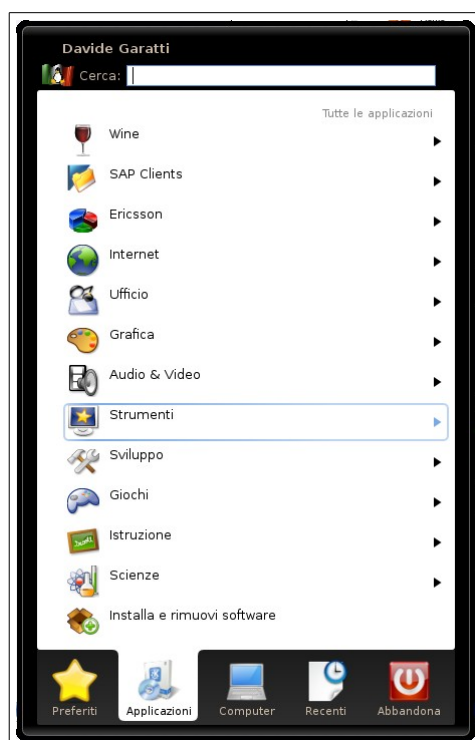 Davide Garatti
Cerca:
Tutte le applicazioni
Wine
SAP Clients
Ericsson
Internet
Ufficio
Grafica
Audio & Video
Strumenti
Sviluppo
Giochi
Istruzione
Scienze
Installa e rimuovi software
Preferiti Applicazioni Computer Recenti Abbandona